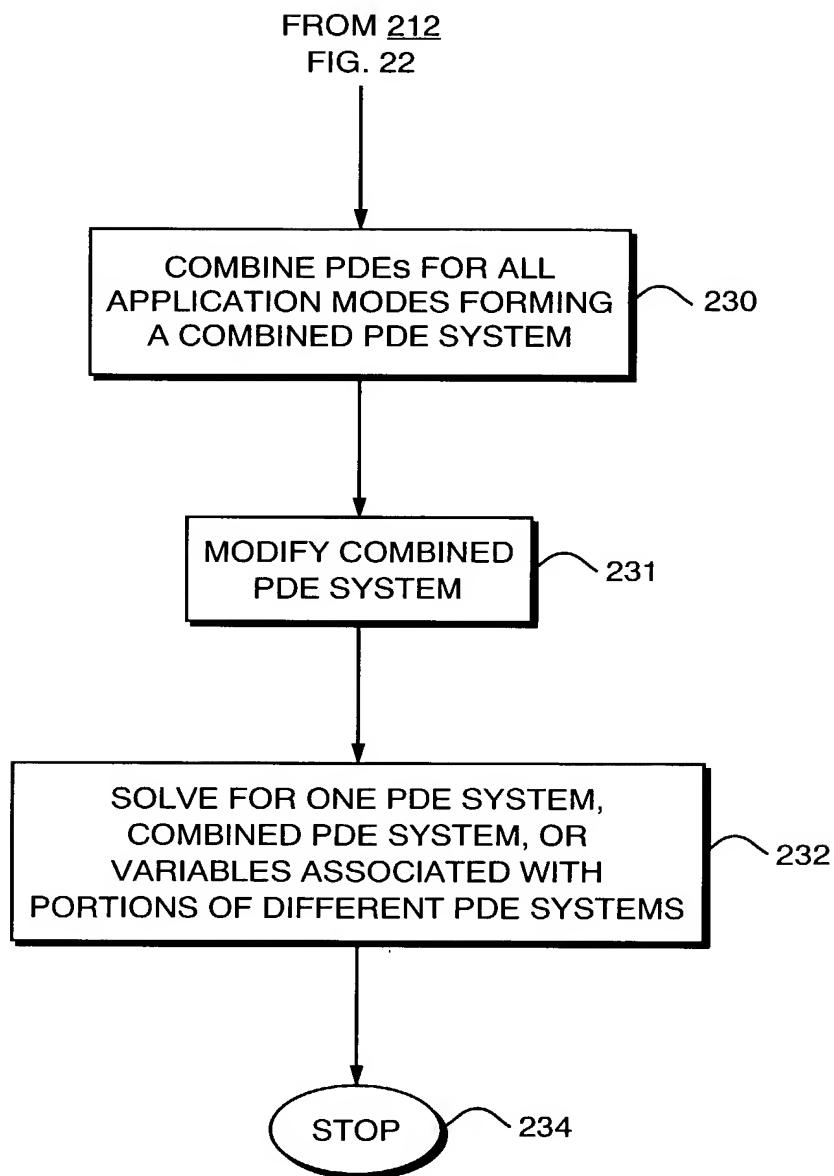 FROM 212
FIG. 22
COMBINE PDEs FOR ALL
APPLICATION MODES FORMING
A COMBINED PDE SYSTEM
230
MODIFY COMBINED
PDE SYSTEM
231
SOLVE FOR ONE PDE SYSTEM,
COMBINED PDE SYSTEM, OR
VARIABLES ASSOCIATED WITH
PORTIONS OF DIFFERENT PDE SYSTEMS
232
STOP
234